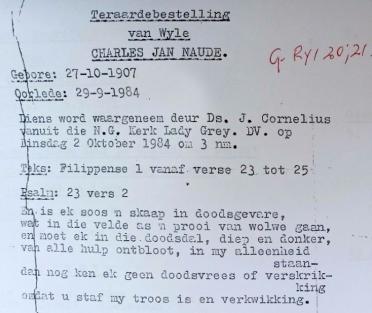 Teraardebestelling
van Wyle
CHARLES JAN NAUDE.
G. RY 120;21.
Gebore: 27-10-1907
Oorlede: 29-9-1984
Diens word waargeneem deur Ds. J. Cornelius
vanuit die N.G. Kerk Lady Grey. DV. op
Dinsdag 2 Oktober 1984 om 3 nm.
Teks: Filippense 1 vanaf verse 23 tot 25
Psalm: 23 vers 2
En is ek soos 'n skaap in doodsgevare,
wat in die velde as 'n prooi van wolwe gaan,
en moet ek in die doodsdal, diep en donker,
van alle hulp ontbloot, in my alleenheid
staan-
dan nog ken ek geen doodsvrees of verskrik-
king
omdat u staf my troos is en verkwikking.